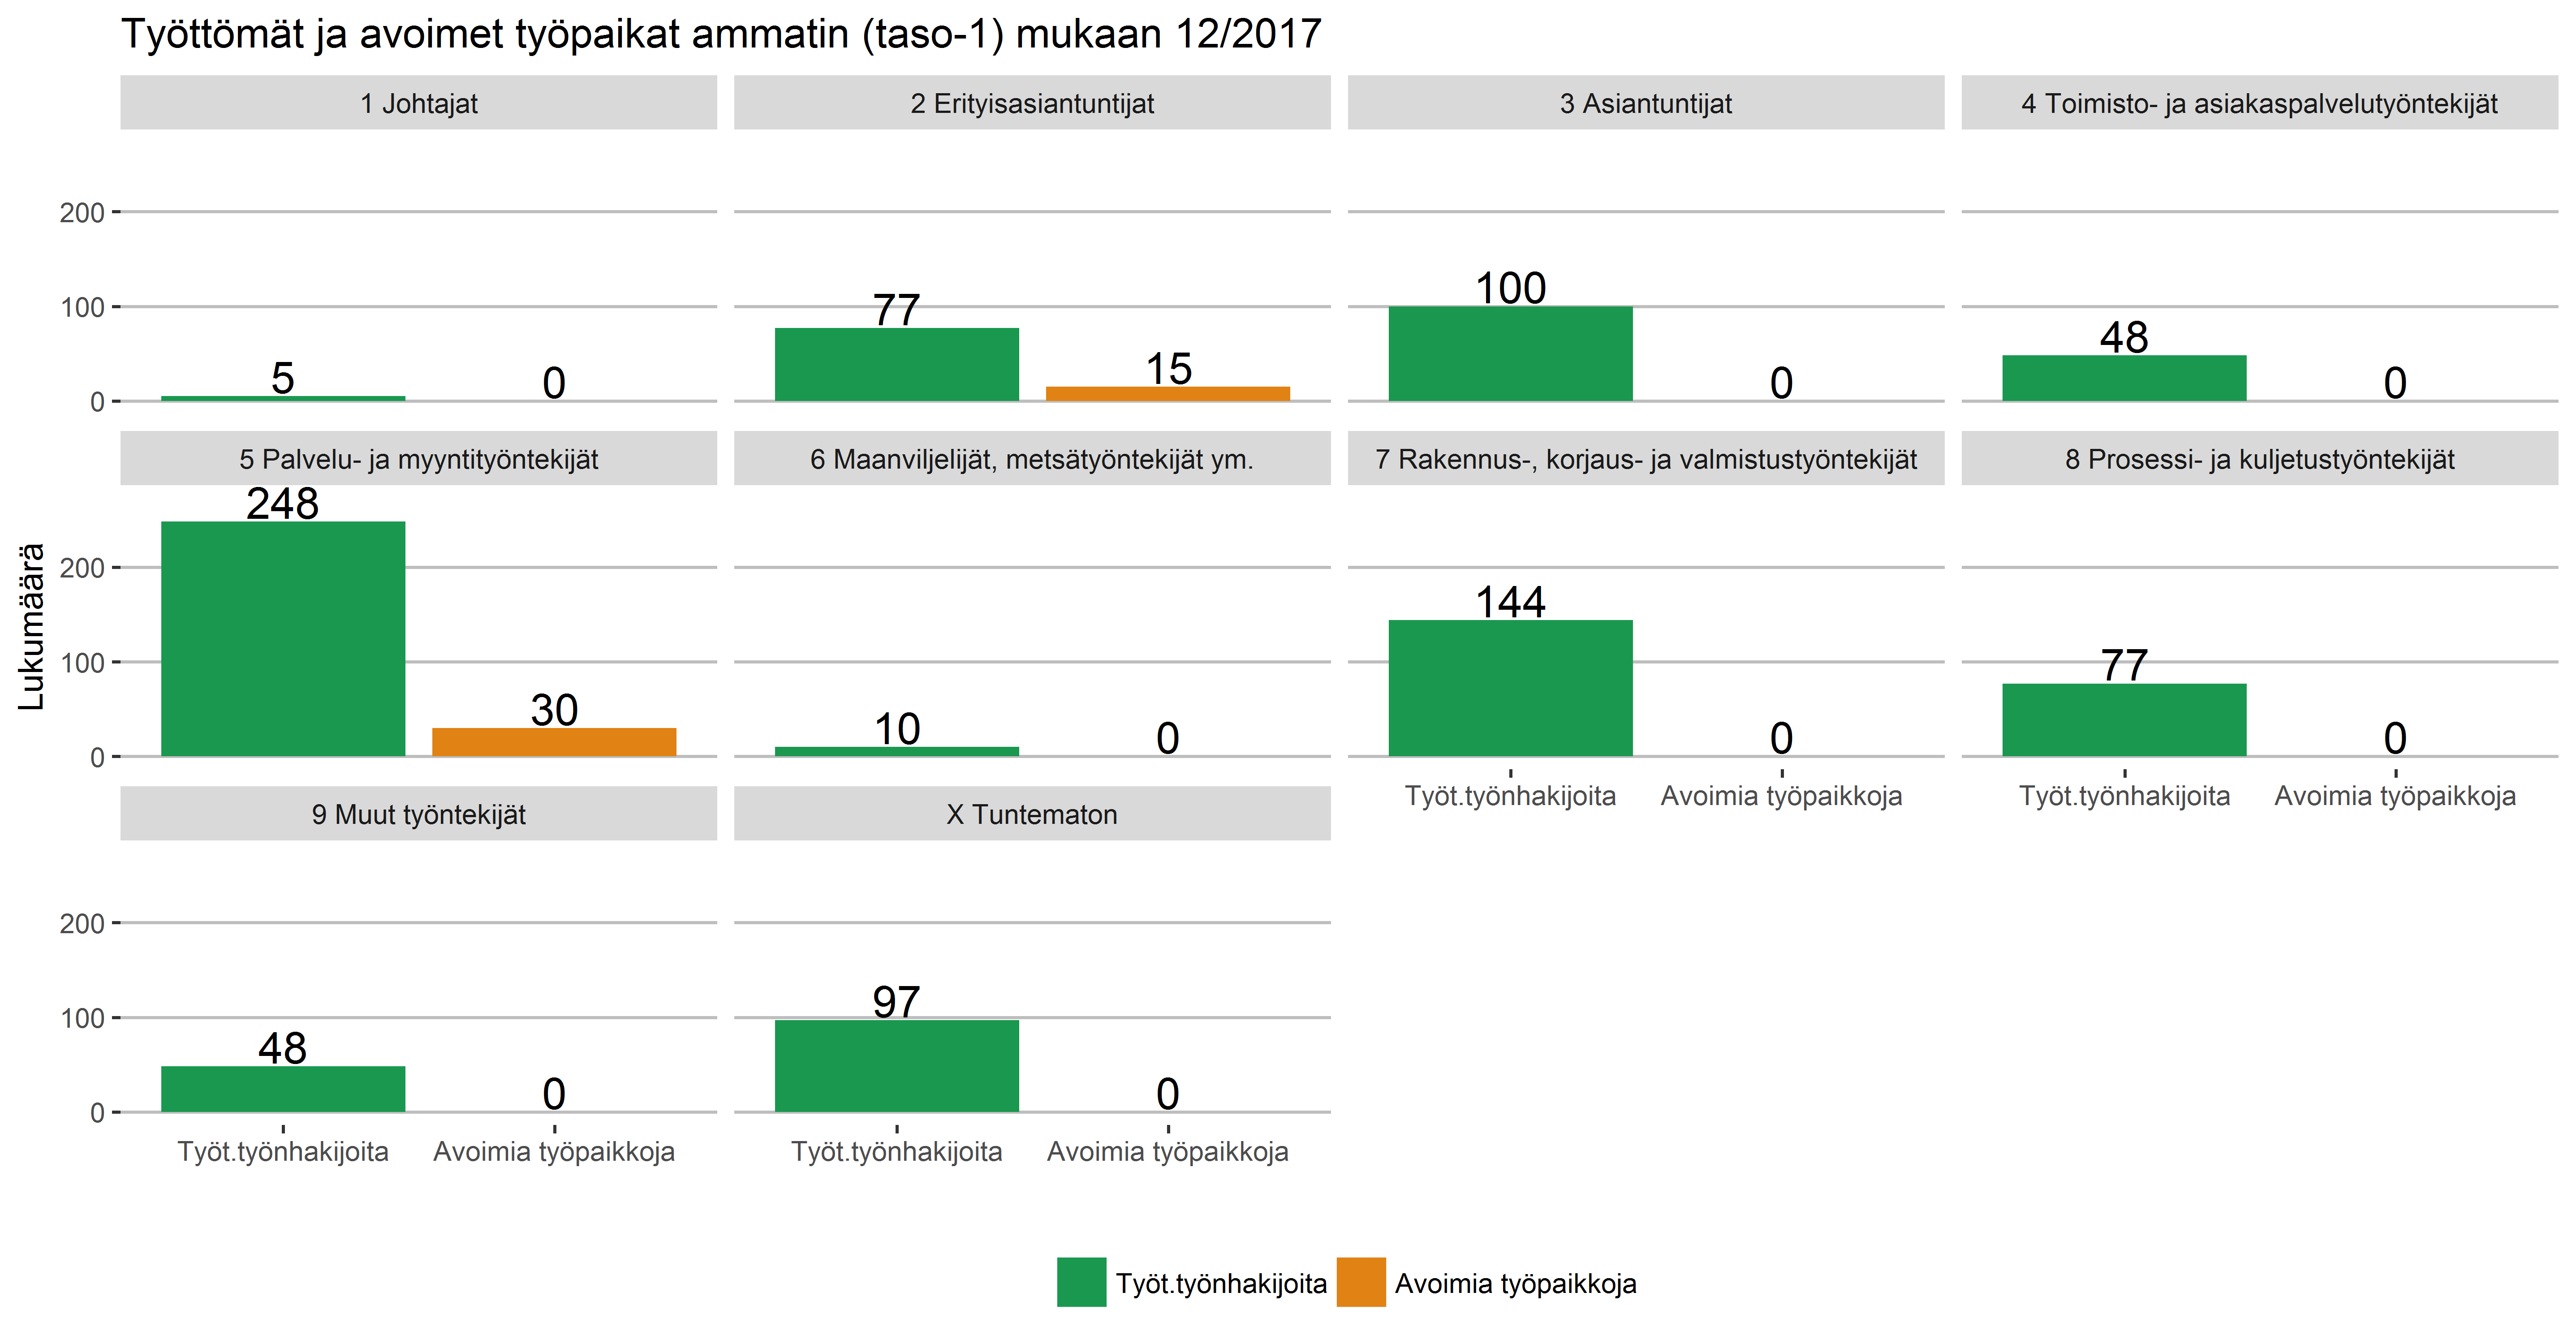 Työttömät ja avoimet työpaikat ammatin (taso-1) mukaan 12/2017
1 Johtajat
2 Erityisasiantuntijat
3 Asiantuntijat
4 Toimisto- ja asiakaspalvelutyöntekijät
200
100
0
5
0
77
15
100
0
48
0
5 Palvelu- ja myyntityöntekijät
6 Maanviljelijät, metsätyöntekijät ym.
7 Rakennus-, korjaus- ja valmistustyöntekijät
8 Prosessi- ja kuljetustyöntekijät
Lukumäärä
200
100
0
248
30
10
0
144
0
77
0
Työt.työnhakijoita
Avoimia työpaikkoja
Työt.työnhakijoita
Avoimia työpaikkoja
9 Muut työntekijät
X Tuntematon
200
100
0
48
0
97
0
Työt.työnhakijoita
Avoimia työpaikkoja
Työt.työnhakijoita
Avoimia työpaikkoja
Työt.työnhakijoita
Avoimia työpaikkoja